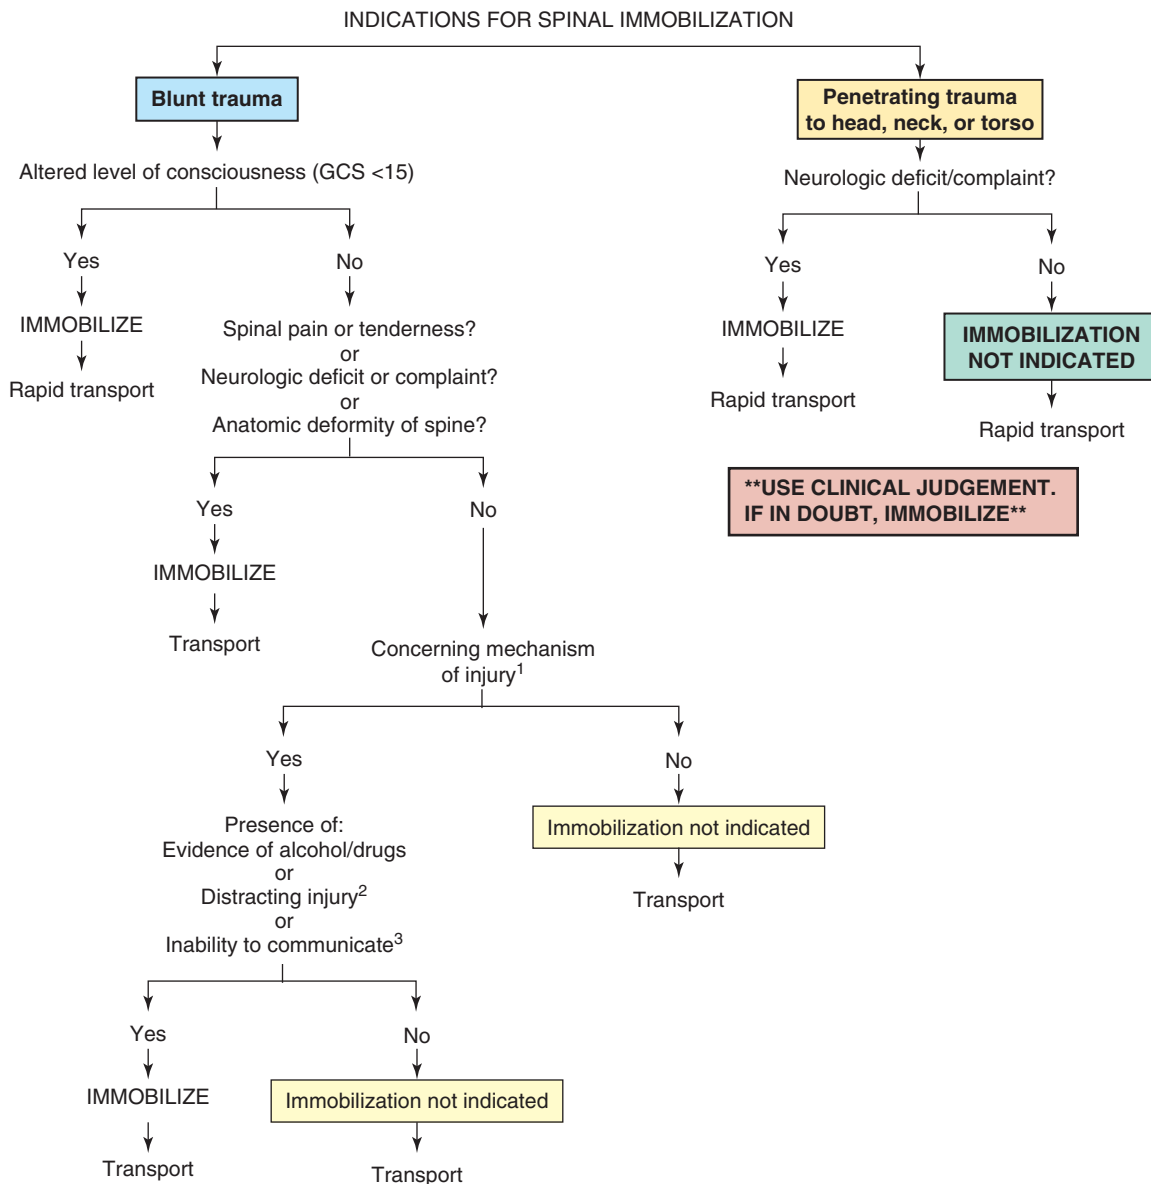 INDICATIONS FOR SPINAL IMMOBILIZATION
Blunt trauma
Altered level of consciousness (GCS <15)
Yes
No
IMMOBILIZE
Rapid transport
Spinal pain or tenderness?
or
Neurologic deficit or complaint?
or
Anatomic deformity of spine?
Yes
No
IMMOBILIZE
Transport
Concerning mechanism
of injury1
Yes
No
Presence of:
Evidence of alcohol/drugs
or
Distracting injury2
or
Inability to communicate3
Immobilization not indicated
Transport
Yes
No
IMMOBILIZE
Transport
Immobilization not indicated
Transport
Penetrating trauma
to head, neck, or torso
Neurologic deficit/complaint?
Yes
No
IMMOBILIZE
Rapid transport
IMMOBILIZATION
NOT INDICATED
Rapid transport
**USE CLINICAL JUDGEMENT.
IF IN DOUBT, IMMOBILIZE**